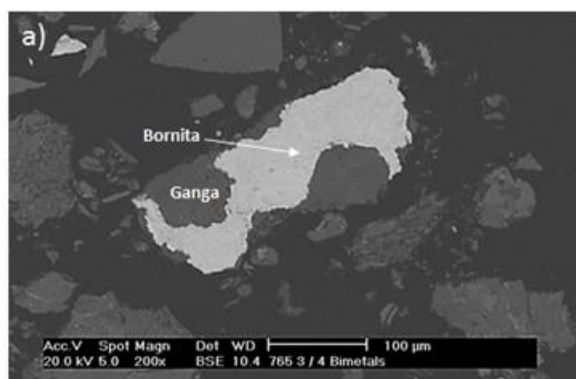 a)
Bornita
Ganga
Acc.V Spot Magn Det WD 100 µm
20.0 kV 5.0 200x BSE 10.4 765 3 / 4 Bimetals